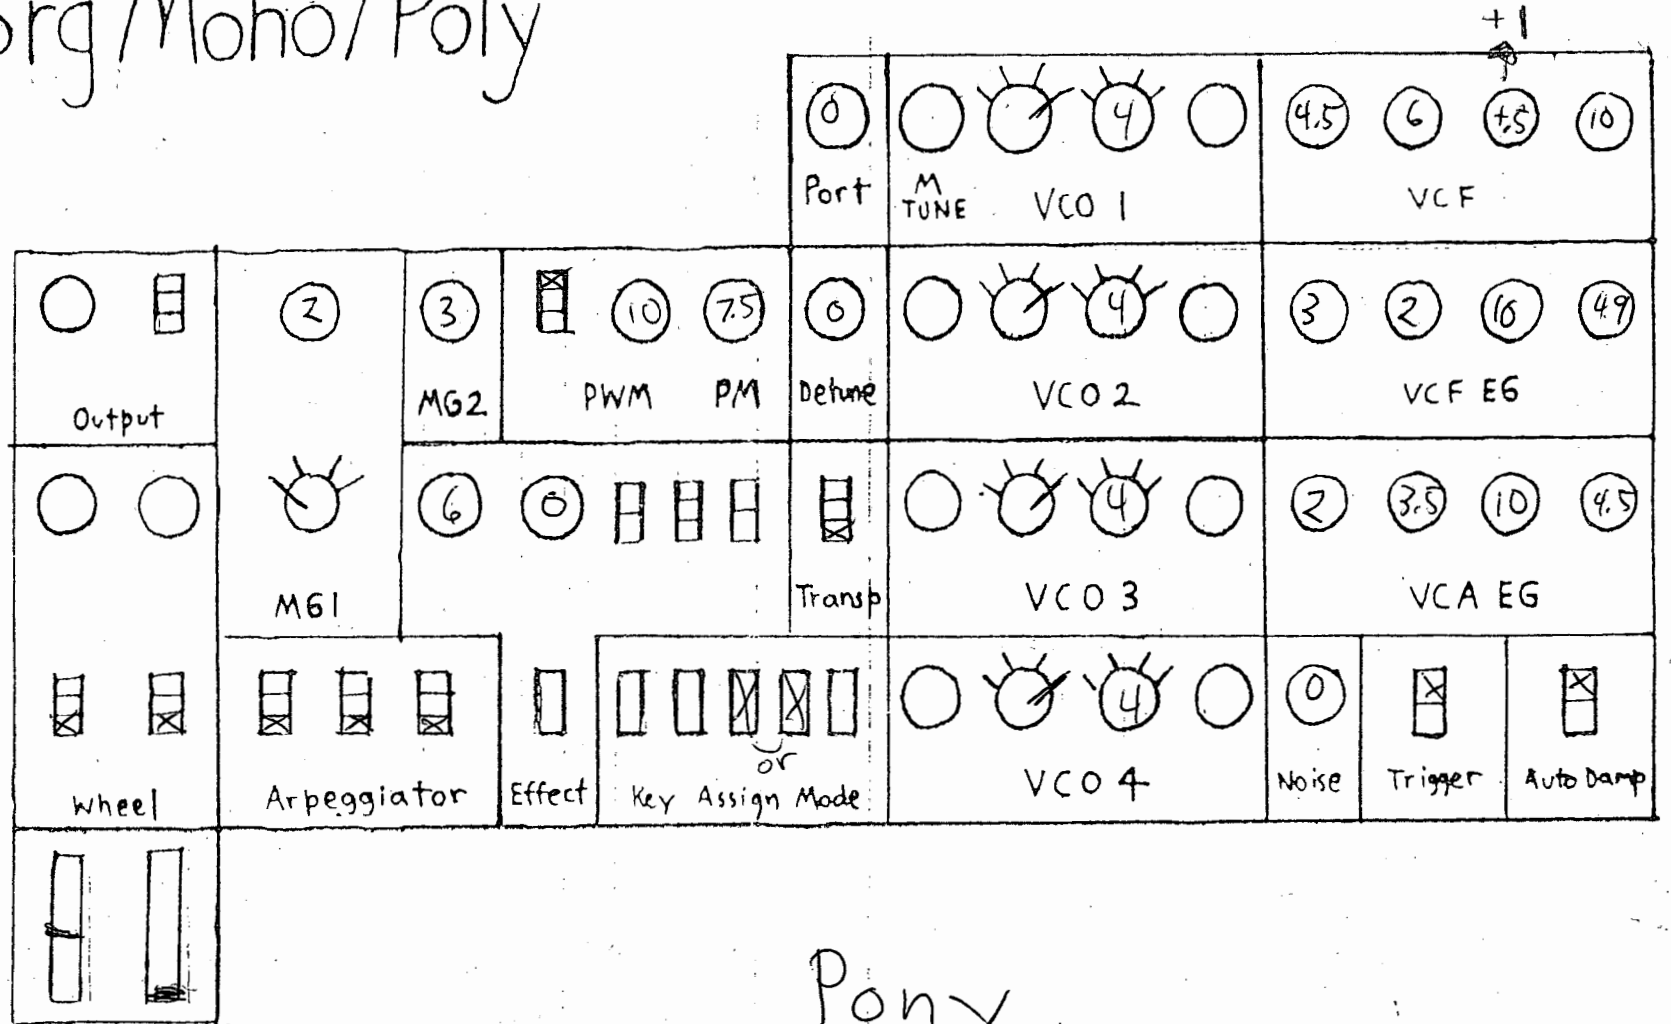 org/Mono/Poly
+1
0 4 4.5 6 +.5 10
Port M TUNE VCO 1 VCF
2 3 10 7.5 0 4 3 2 10 4.9
Output MG2 PWM PM Detune VCO 2 VCF EG
6 0 4 2 3.5 10 4.5
MG1 Transp VCO 3 VCA EG
4 0
or
Wheel Arpeggiator Effect Key Assign Mode VCO 4 Noise Trigger Auto Damp
Pony